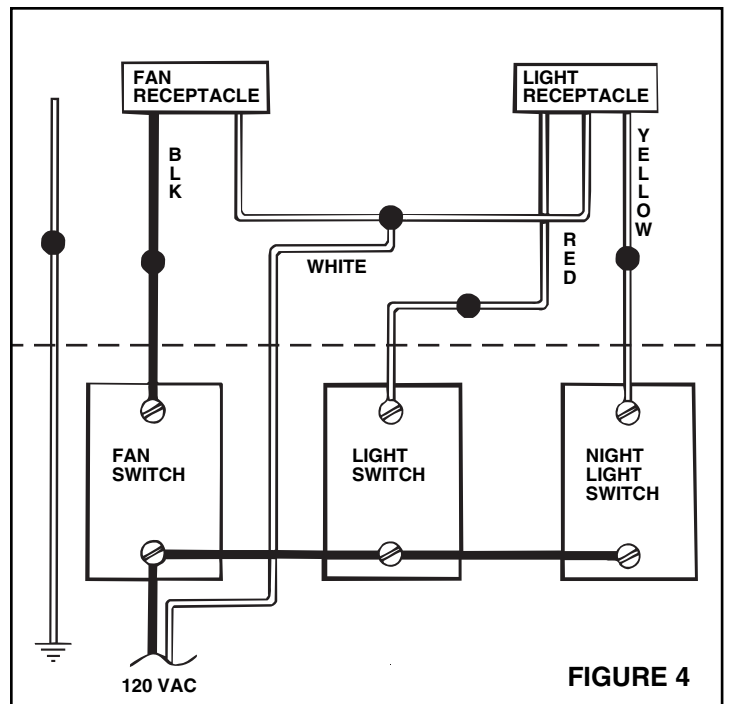 FAN
RECEPTACLE
LIGHT
RECEPTACLE
BLK
YELLOW
RED
WHITE
FAN
SWITCH
LIGHT
SWITCH
NIGHT
LIGHT
SWITCH
120 VAC
FIGURE 4